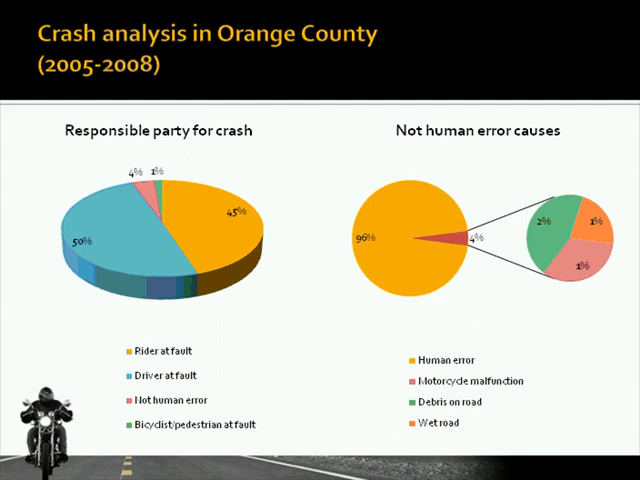 Crash analysis in Orange County
(2005-2008)
Responsible party for crash
4%
1%
45%
50%
Rider at fault
Driver at fault
Not human error
Bicyclist/pedestrian at fault
Not human error causes
96%
4%
2%
1%
1%
Human error
Motorcycle malfunction
Debris on road
Wet road